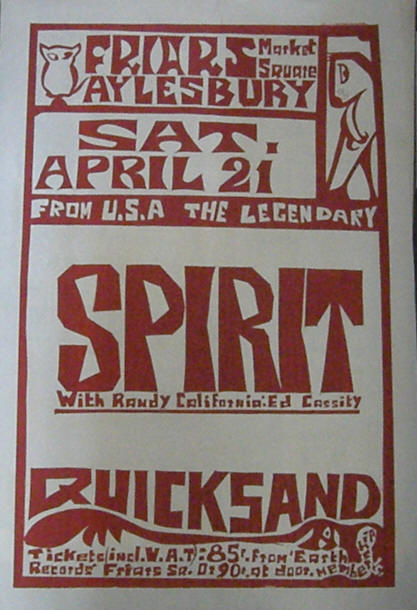 FRIARS Market Square
AYLESBURY
SAT.
APRIL 21
FROM U.S.A THE LEGENDARY
SPIRIT
With Randy California:Ed Cassity
QUICKSAND
Tickets(incl.V.A.T):85p.from Earth
Records Friars Sq. Or 90p.at door.
members